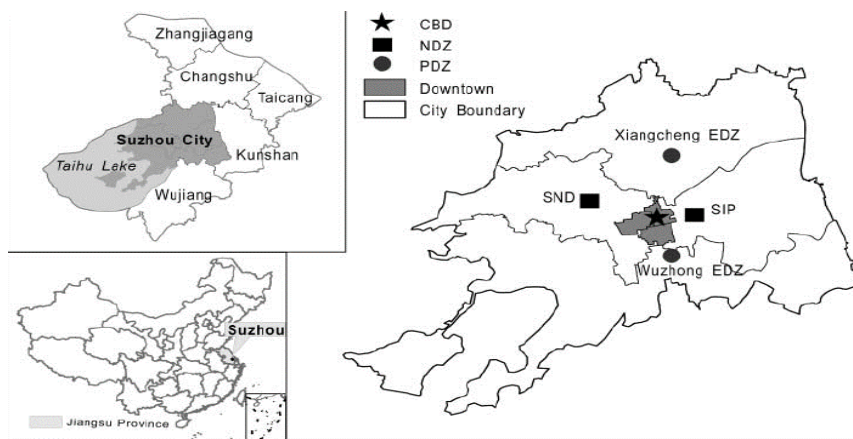 Zhangjiagang
Changshu
Taicang
Suzhou City
Kunshan
Taihu Lake
Wujiang
Suzhou
Jiangsu Province
CBD
NDZ
PDZ
Downtown
City Boundary
Xiangcheng EDZ
SND
SIP
Wuzhong EDZ